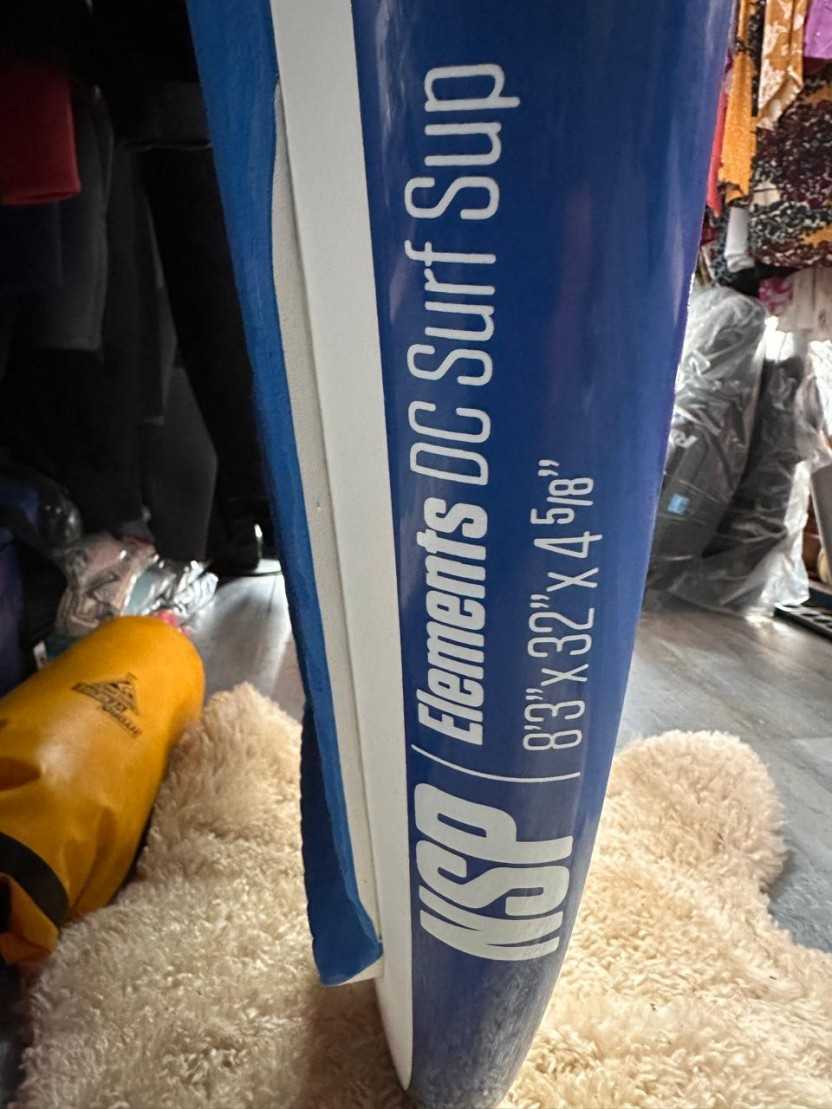 NSP / Elements DC Surf Sup
8'3" x 32" x 4 5/8"